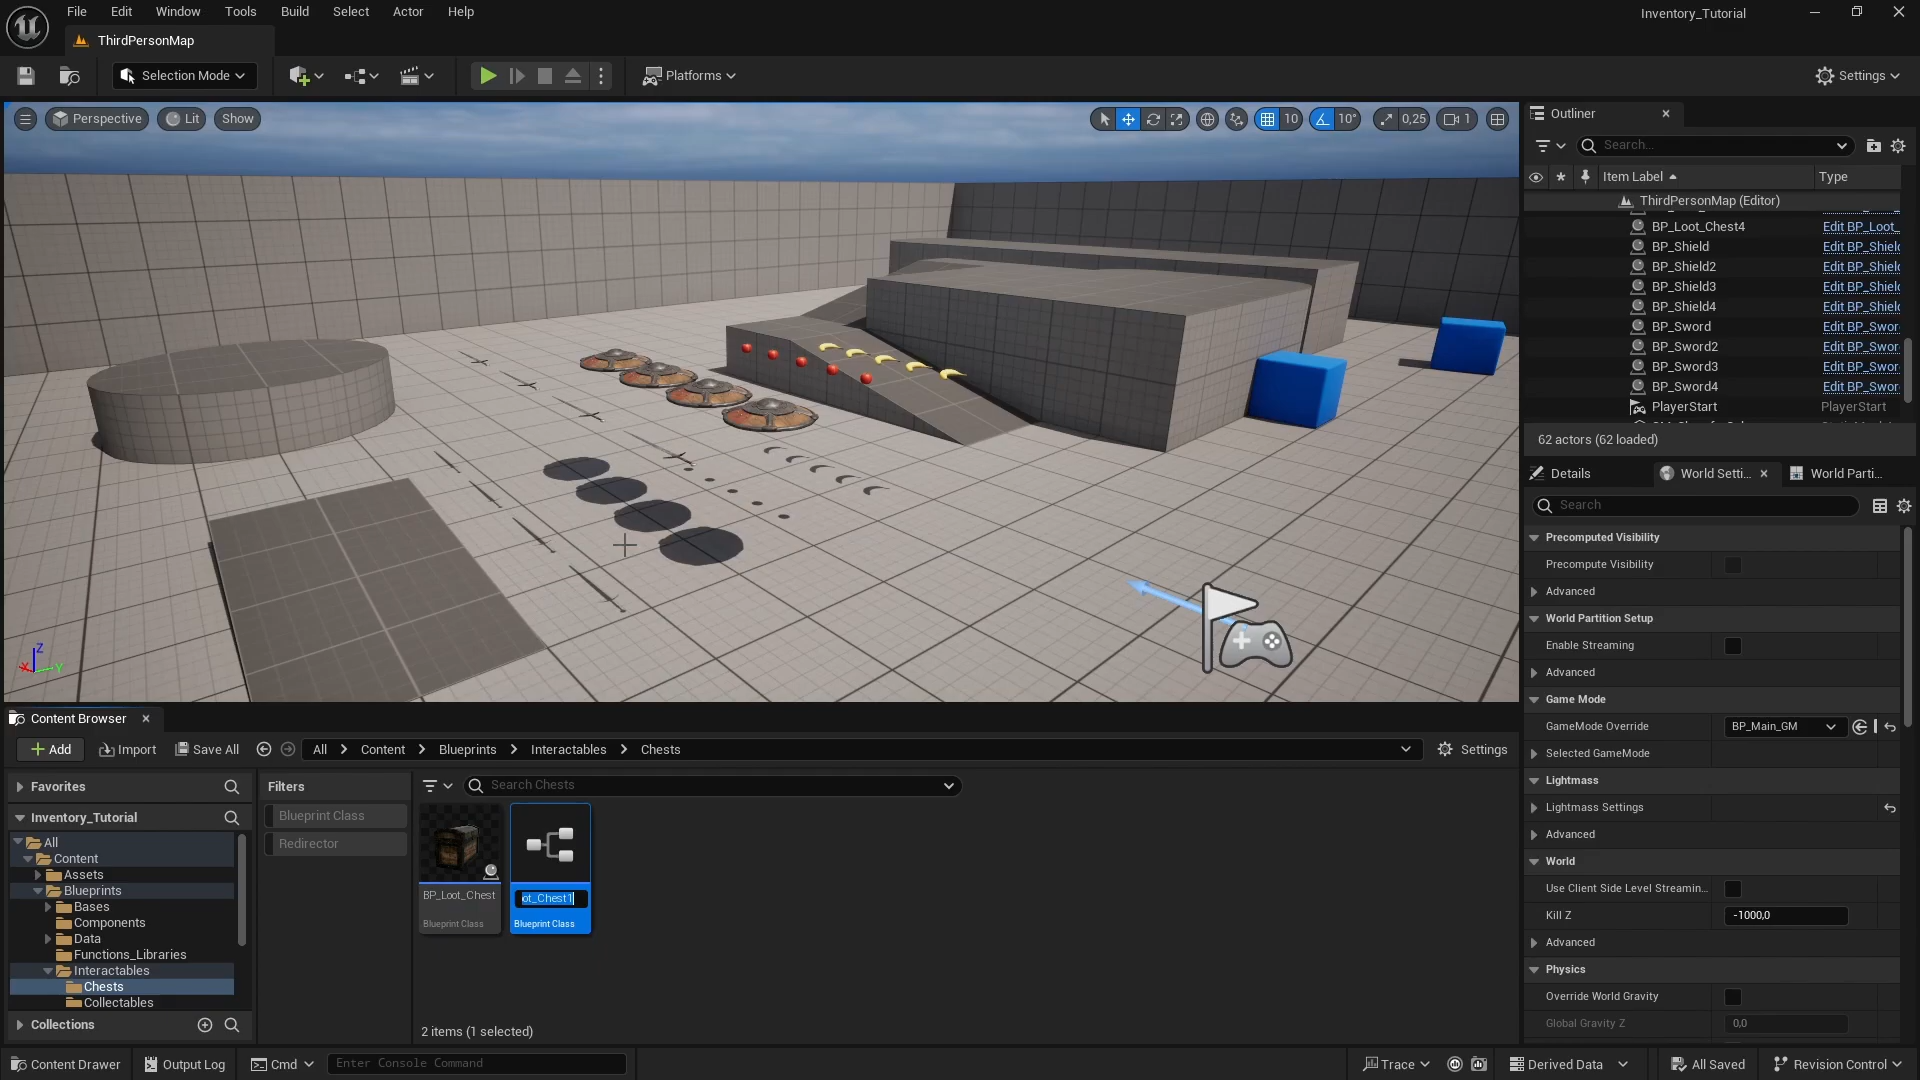 File Edit Window Tools Build Select Actor Help
Inventory_Tutorial
ThirdPersonMap
Selection Mode
Platforms
Settings
Perspective Lit Show
10 10° 0,25 1
Outliner
Search...
Item Label Type
ThirdPersonMap (Editor)
BP_Loot_Chest4 Edit BP_Loot_
BP_Shield Edit BP_Shield
BP_Shield2 Edit BP_Shield
BP_Shield3 Edit BP_Shield
BP_Shield4 Edit BP_Shield
BP_Sword Edit BP_Swor
BP_Sword2 Edit BP_Swor
BP_Sword3 Edit BP_Swor
BP_Sword4 Edit BP_Swor
PlayerStart PlayerStart
62 actors (62 loaded)
Details World Setti... World Parti...
Search
Precomputed Visibility
Precompute Visibility
Advanced
World Partition Setup
Enable Streaming
Advanced
Game Mode
GameMode Override BP_Main_GM
Selected GameMode
Lightmass
Lightmass Settings
Advanced
World
Use Client Side Level Streamin...
Kill Z -1000,0
Advanced
Physics
Override World Gravity
Global Gravity Z 0,0
Z
X Y
Content Browser
Add Import Save All All Content Blueprints Interactables Chests Settings
Favorites
Inventory_Tutorial
All
Content
Assets
Blueprints
Bases
Components
Data
Functions_Libraries
Interactables
Chests
Collectables
Collections
Filters
Blueprint Class
Redirector
Search Chests
BP_Loot_Chest
Blueprint Class
ot_Chest1
Blueprint Class
2 items (1 selected)
Content Drawer Output Log Cmd Enter Console Command Trace Derived Data All Saved Revision Control